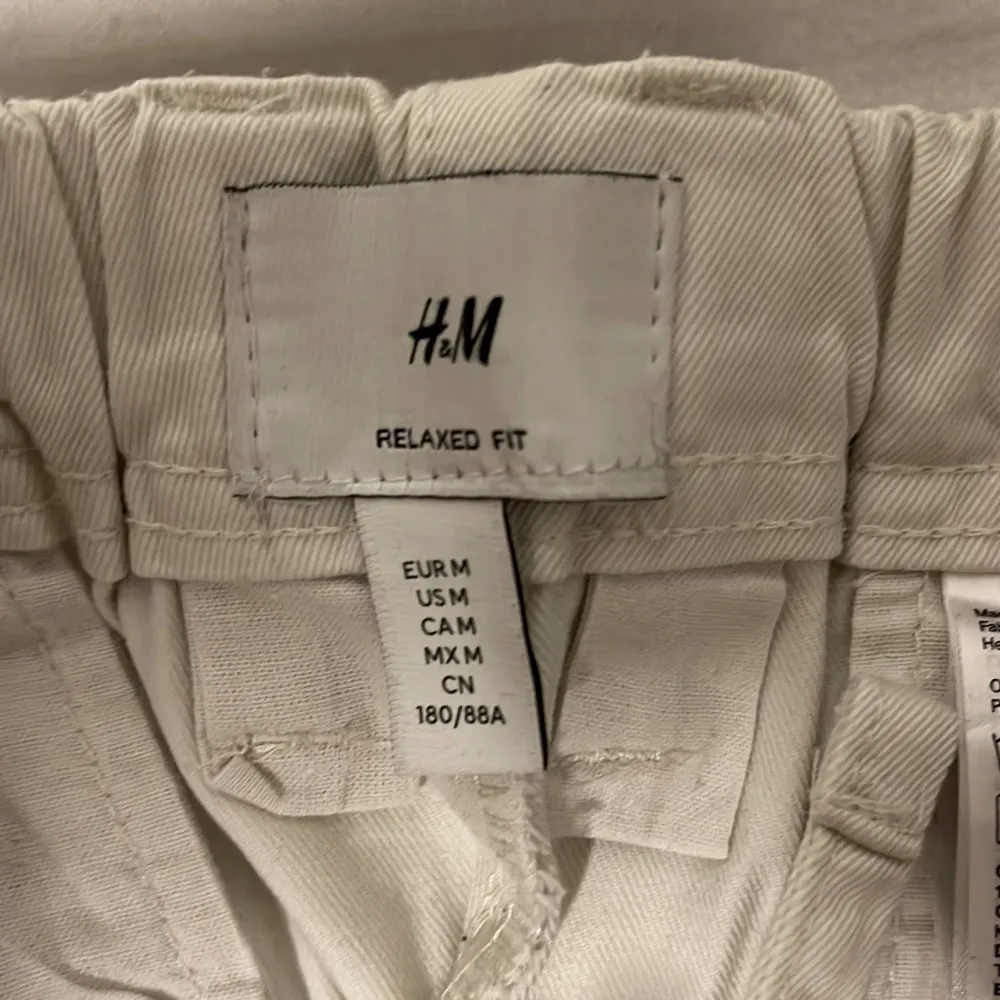 H&M
RELAXED FIT
EUR M
US M
CA M
MX M
CN
180/88A